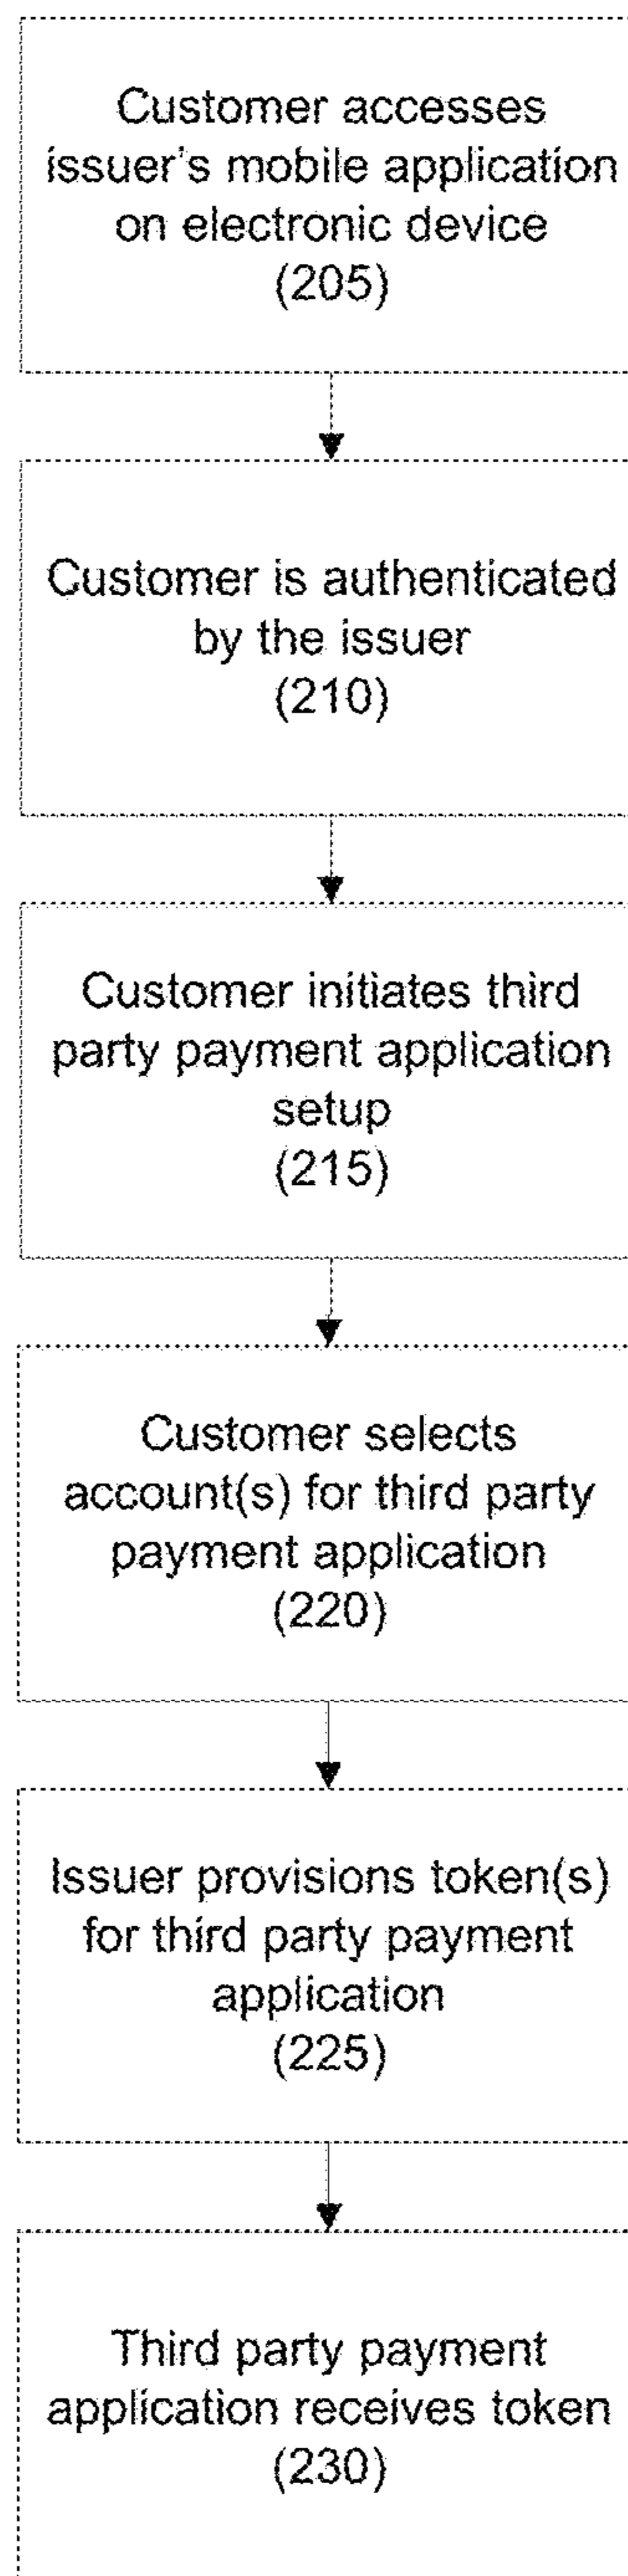 Customer accesses
issuer's mobile application
on electronic device
(205)
Customer is authenticated
by the issuer
(210)
Customer initiates third
party payment application
setup
(215)
Customer selects
account(s) for third party
payment application
(220)
Issuer provisions token(s)
for third party payment
application
(225)
Third party payment
application receives token
(230)